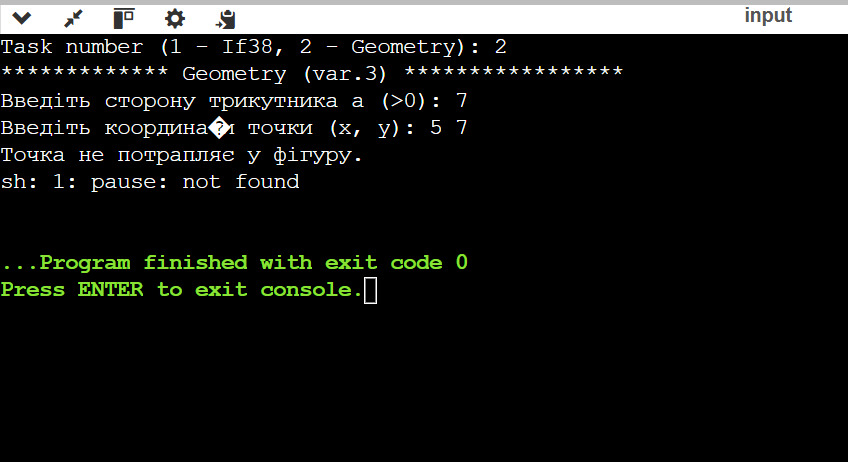 input
Task number (1 - If38, 2 - Geometry): 2
************* Geometry (var.3) *****************
Введіть сторону трикутника a (>0): 7
Введіть координа�и точки (x, y): 5 7
Точка не потрапляє у фігуру.
sh: 1: pause: not found
...Program finished with exit code 0
Press ENTER to exit console.